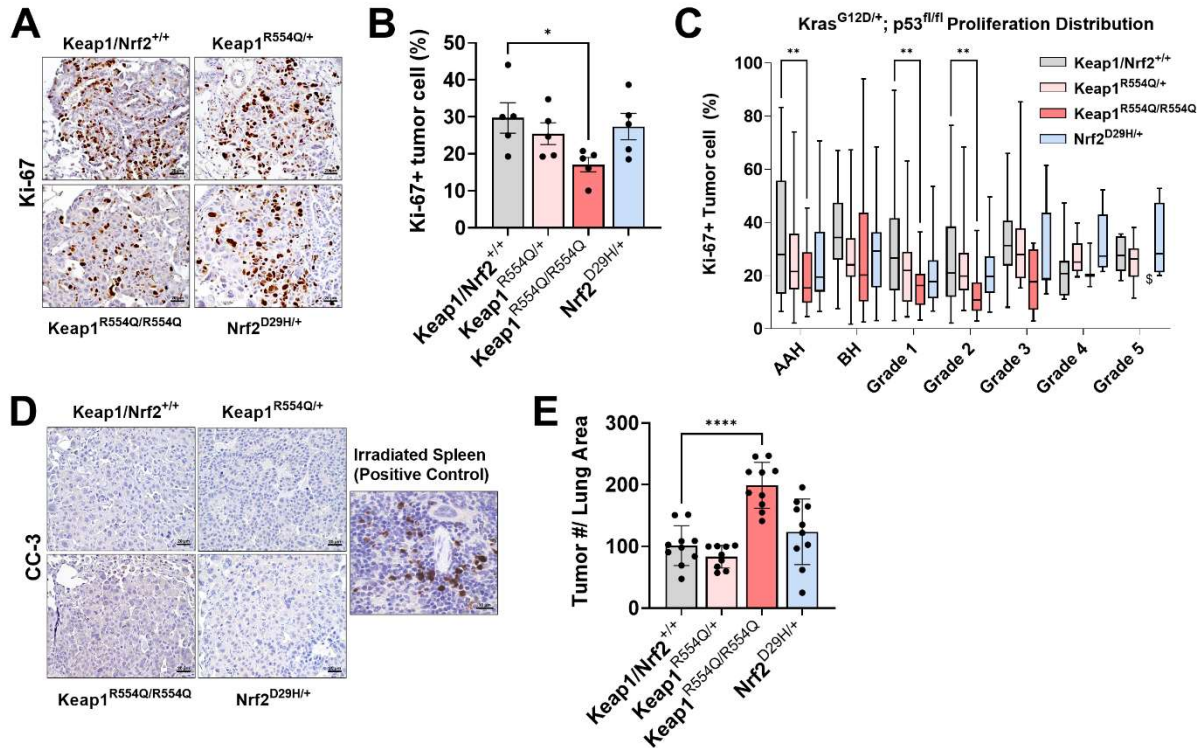 A
Keap1/Nrf2+/+ Keap1R554Q/+
Ki-67
Keap1R554Q/R554Q Nrf2D29H/+
B
Ki-67+ tumor cell (%)
50
40
30
20
10
0
*
Keap1/Nrf2+/+
Keap1R554Q/+
Keap1R554Q/R554Q
Nrf2D29H/+
C
KrasG12D/+; p53fl/fl Proliferation Distribution
Ki-67+ Tumor cell (%)
100
80
60
40
20
0
** ** **
Keap1/Nrf2+/+
Keap1R554Q/+
Keap1R554Q/R554Q
Nrf2D29H/+
$
AAH
BH
Grade 1
Grade 2
Grade 3
Grade 4
Grade 5
D
Keap1/Nrf2+/+ Keap1R554Q/+
CC-3
Keap1R554Q/R554Q Nrf2D29H/+
Irradiated Spleen
(Positive Control)
E
Tumor #/ Lung Area
300
200
100
0
****
Keap1/Nrf2+/+
Keap1R554Q/+
Keap1R554Q/R554Q
Nrf2D29H/+